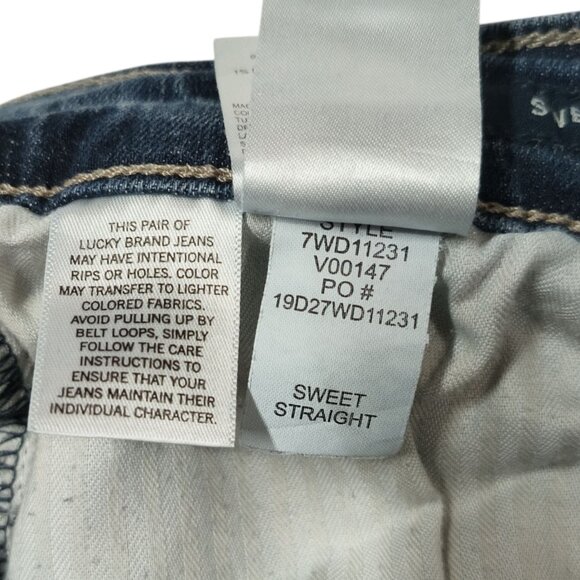 THIS PAIR OF
LUCKY BRAND JEANS
MAY HAVE INTENTIONAL
RIPS OR HOLES. COLOR
MAY TRANSFER TO LIGHTER
COLORED FABRICS.
AVOID PULLING UP BY
BELT LOOPS, SIMPLY
FOLLOW THE CARE
INSTRUCTIONS TO
ENSURE THAT YOUR
JEANS MAINTAIN THEIR
INDIVIDUAL CHARACTER.
STYLE
7WD11231
V00147
PO #
19D27WD11231
SWEET
STRAIGHT